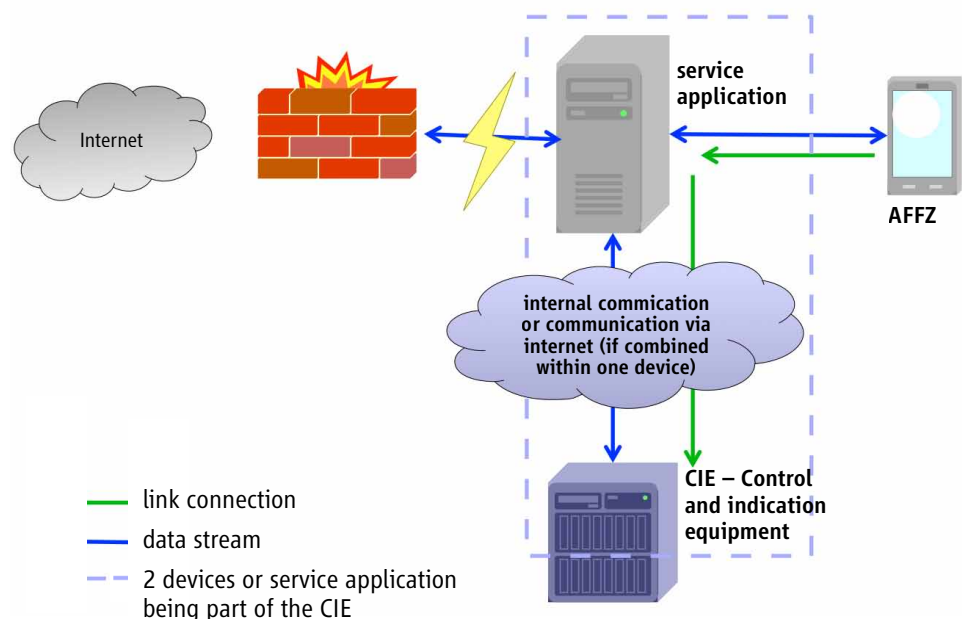 Internet
service
application
AFFZ
internal commication
or communication via
internet (if combined
within one device)
CIE – Control
and indication
equipment
link connection
data stream
2 devices or service application
being part of the CIE